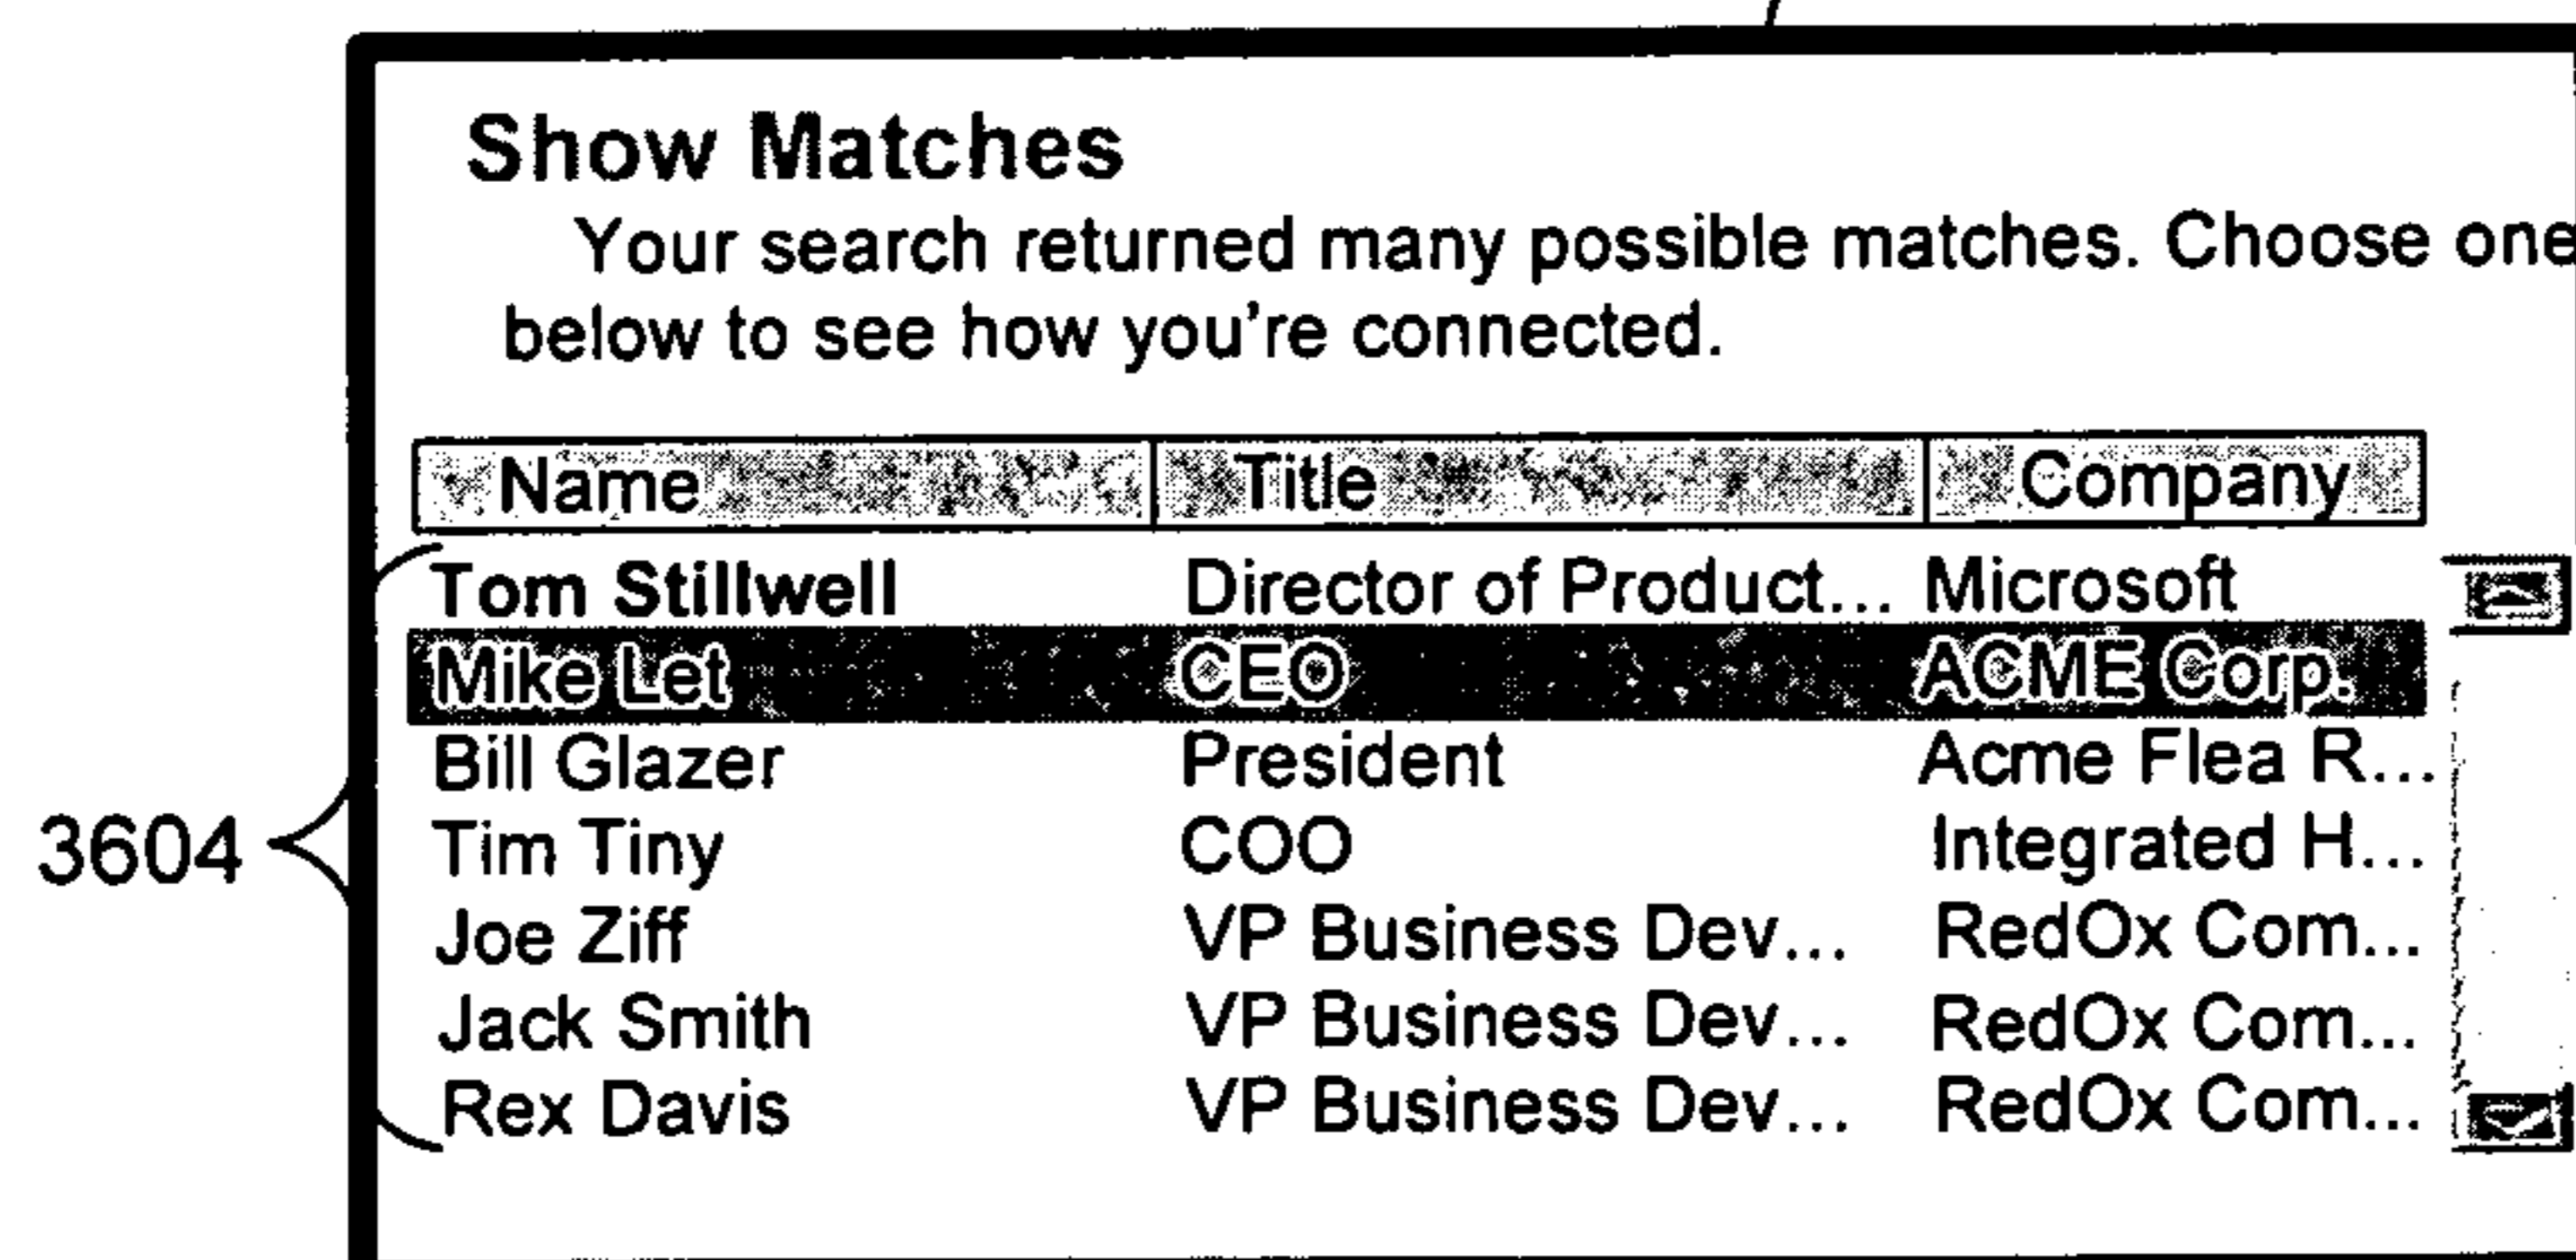 Show Matches
Your search returned many possible matches. Choose one
below to see how you're connected.
Name Title Company
Tom Stillwell Director of Product... Microsoft
Mike Let CEO ACME Corp.
Bill Glazer President Acme Flea R...
3604 Tim Tiny COO Integrated H...
Joe Ziff VP Business Dev... RedOx Com...
Jack Smith VP Business Dev... RedOx Com...
Rex Davis VP Business Dev... RedOx Com...